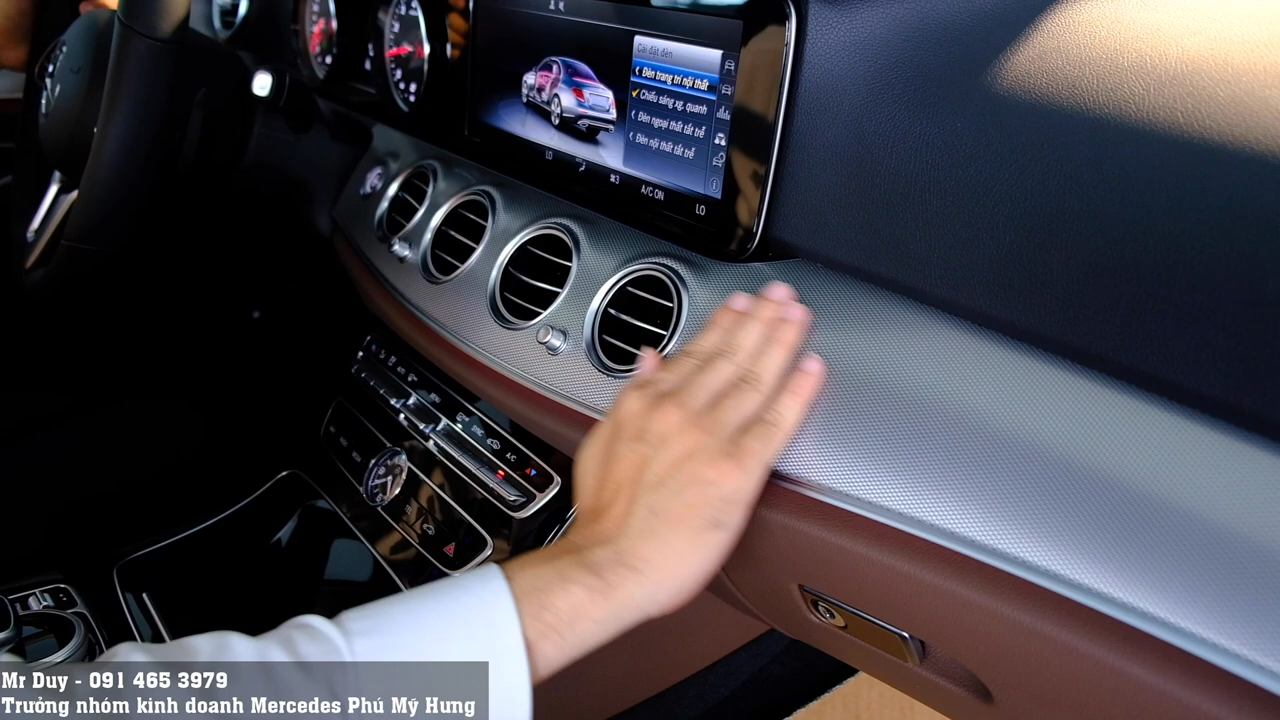 Cài đặt đèn
Đèn trang trí nội thất
Chiếu sáng xg. quanh
Đèn ngoại thất tắt trễ
Đèn nội thất tắt trễ
LO
3
A/C ON
LO
A/C
Mr Duy - 091 465 3979
Trưởng nhóm kinh doanh Mercedes Phú Mỹ Hưng